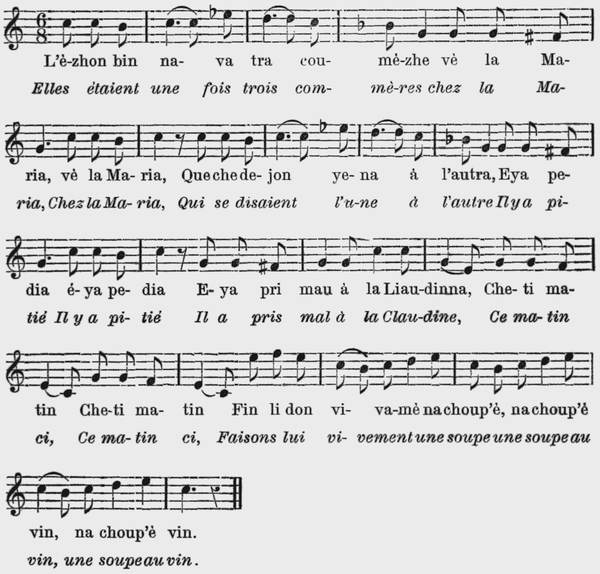 L'è-zhon bin na- va tra cou- mè-zhe vè la Ma-
Elles étaient une fois trois com- mè-res chez la Ma-
ria, vè la Ma- ria, Que che de- jon ye- na à l'autra, Eya pe-
ria, Chez la Ma- ria, Qui se disaient l'u-ne à l'autre Il y a pi-
dia é- ya pe- dia E- ya pri mau à la Liau- dinna, Che- ti ma-
tié Il y a pi- tié Il a pris mal à la Clau- dine, Ce ma- tin
tin Che-ti ma- tin Fin li don vi- va-mè na choup'è, na choup'è
ci, Ce ma- tin ci, Faisons lui vi- vement une soupe une soupe au
vin, na choup'è vin.
vin, une soupe au vin.